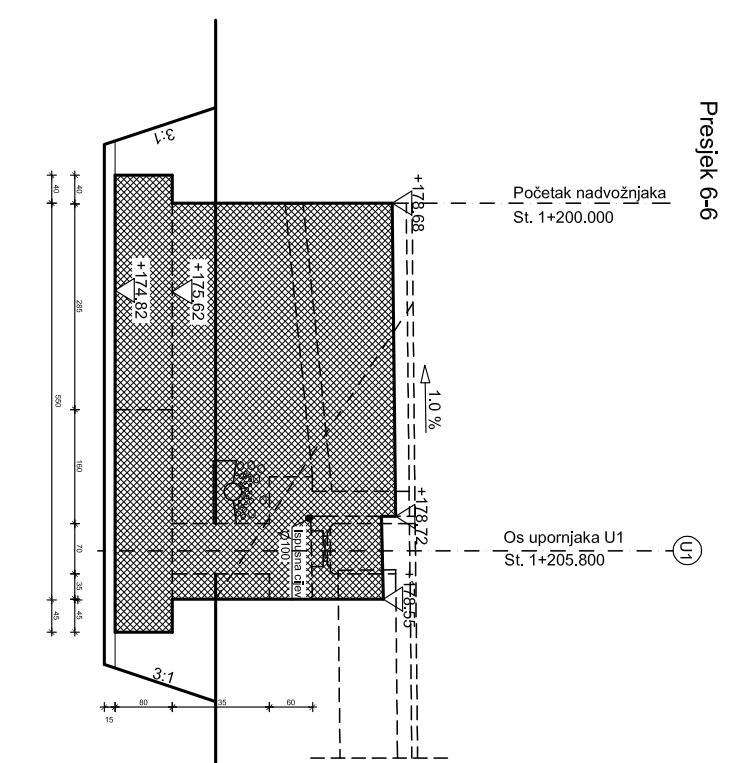 Presjek 6-6
Početak nadvožnjaka
St. 1+200.000
+178.68
1.0 %
+178.72
Os upornjaka U1
St. 1+205.800
U1
+178.55
3:1
+174.82
+175.62
Ispusna cijev
Ø100
3:1
40
40
285
550
160
70
35
45
45
15
80
35
60